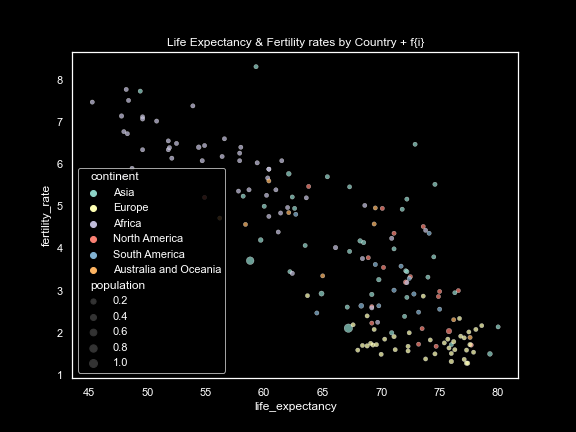 Life Expectancy & Fertility rates by Country + f{i}
fertility_rate
8
7
6
5
4
3
2
1
continent
Asia
Europe
Africa
North America
South America
Australia and Oceania
population
0.2
0.4
0.6
0.8
1.0
45
50
55
60
65
70
75
80
life_expectancy